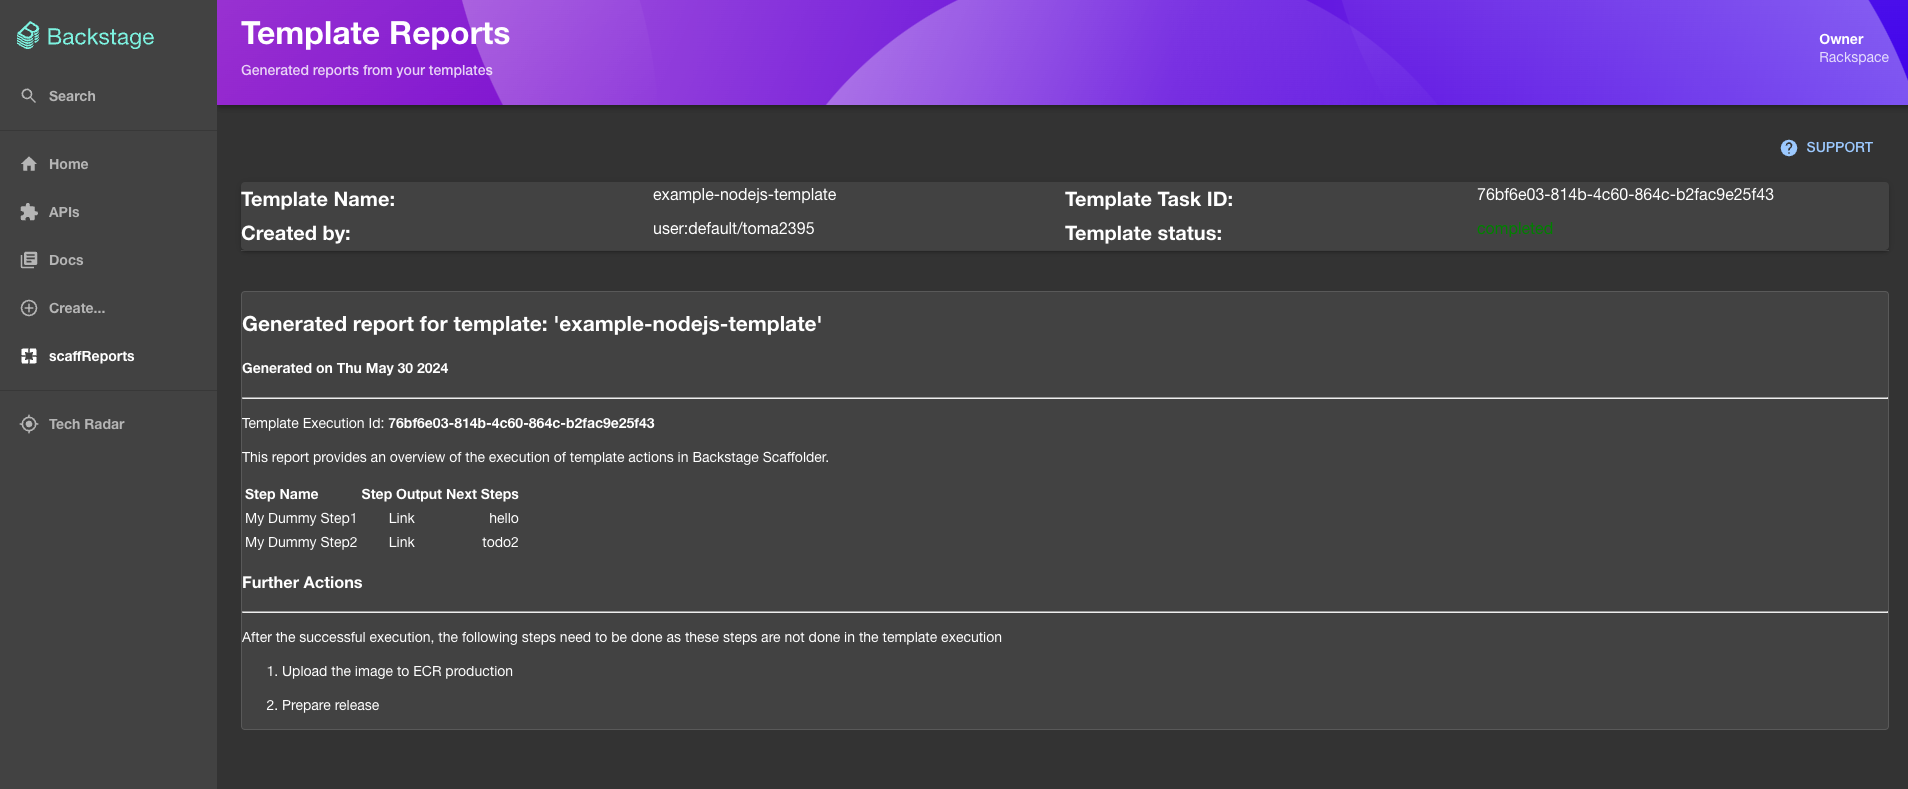 Backstage
Search
Home
APIs
Docs
Create...
scaffReports
Tech Radar
Template Reports
Generated reports from your templates
Owner
Rackspace
SUPPORT
Template Name: example-nodejs-template Template Task ID: 76bf6e03-814b-4c60-864c-b2fac9e25f43
Created by: user:default/toma2395 Template status: completed
Generated report for template: 'example-nodejs-template'
Generated on Thu May 30 2024
Template Execution Id: 76bf6e03-814b-4c60-864c-b2fac9e25f43
This report provides an overview of the execution of template actions in Backstage Scaffolder.
Step Name Step Output Next Steps
My Dummy Step1 Link hello
My Dummy Step2 Link todo2
Further Actions
After the successful execution, the following steps need to be done as these steps are not done in the template execution
1. Upload the image to ECR production
2. Prepare release